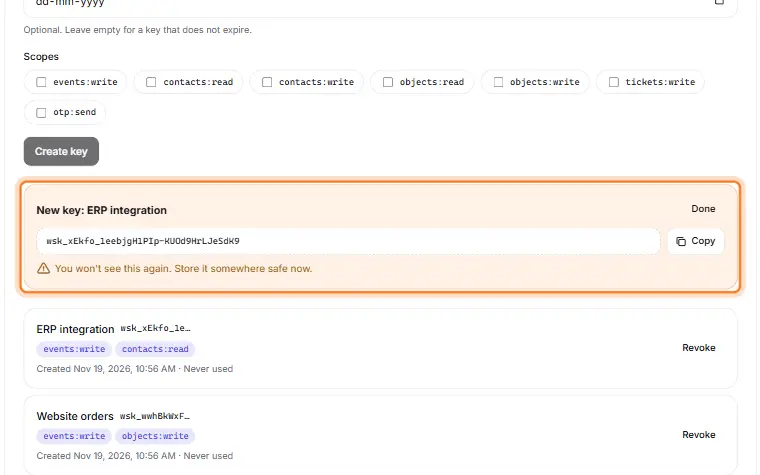 dd-mm-yyyy
Optional. Leave empty for a key that does not expire.
Scopes
events:write contacts:read contacts:write objects:read objects:write tickets:write
otp:send
Create key
New key: ERP integration Done
wsk_xEkfo_1eebjgHlPIp-KUOd9HrLJeSdK9 Copy
You won't see this again. Store it somewhere safe now.
ERP integration wsk_xEkfo_1e…
events:write contacts:read
Revoke
Created Nov 19, 2026, 10:56 AM · Never used
Website orders wsk_wwhBkWxF…
events:write objects:write
Revoke
Created Nov 19, 2026, 10:56 AM · Never used